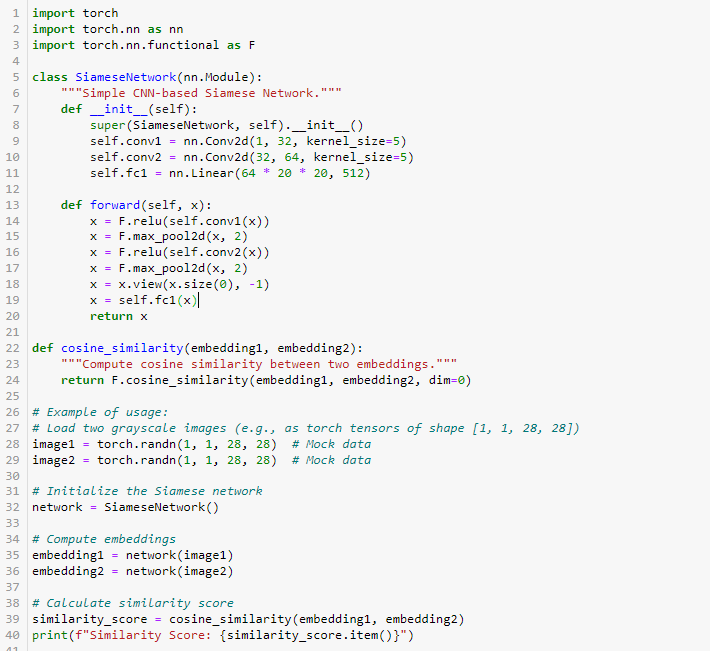 1 import torch
2 import torch.nn as nn
3 import torch.nn.functional as F
4
5 class SiameseNetwork(nn.Module):
6     """Simple CNN-based Siamese Network."""
7     def __init__(self):
8         super(SiameseNetwork, self).__init__()
9         self.conv1 = nn.Conv2d(1, 32, kernel_size=5)
10         self.conv2 = nn.Conv2d(32, 64, kernel_size=5)
11         self.fc1 = nn.Linear(64 * 20 * 20, 512)
12
13     def forward(self, x):
14         x = F.relu(self.conv1(x))
15         x = F.max_pool2d(x, 2)
16         x = F.relu(self.conv2(x))
17         x = F.max_pool2d(x, 2)
18         x = x.view(x.size(0), -1)
19         x = self.fc1(x)
20         return x
21
22 def cosine_similarity(embedding1, embedding2):
23     """Compute cosine similarity between two embeddings."""
24     return F.cosine_similarity(embedding1, embedding2, dim=0)
25
26 # Example of usage:
27 # Load two grayscale images (e.g., as torch tensors of shape [1, 1, 28, 28])
28 image1 = torch.randn(1, 1, 28, 28)  # Mock data
29 image2 = torch.randn(1, 1, 28, 28)  # Mock data
30
31 # Initialize the Siamese network
32 network = SiameseNetwork()
33
34 # Compute embeddings
35 embedding1 = network(image1)
36 embedding2 = network(image2)
37
38 # Calculate similarity score
39 similarity_score = cosine_similarity(embedding1, embedding2)
40 print(f"Similarity Score: {similarity_score.item()}")
41